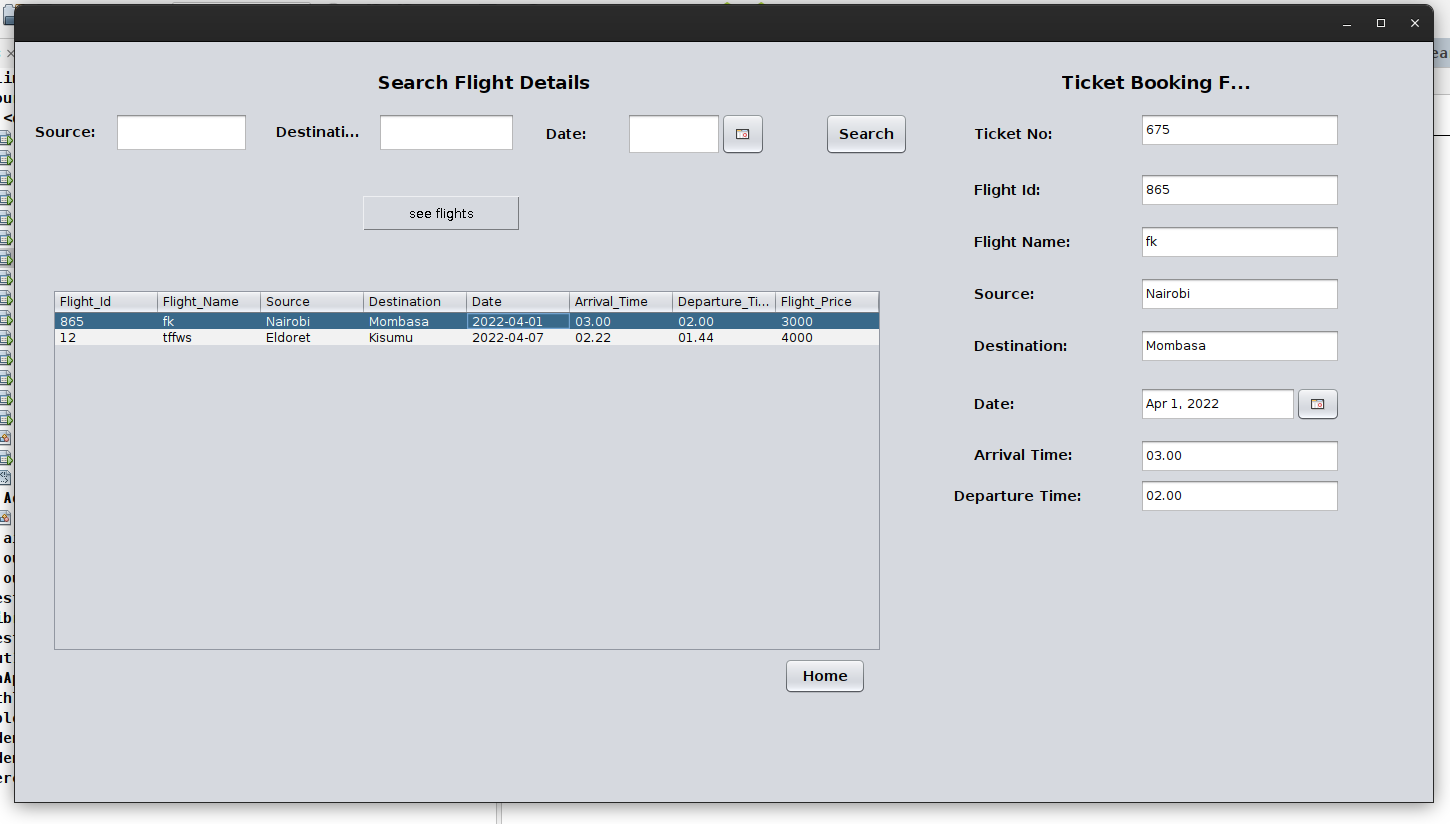 Search Flight Details
Source:
Destinati...
Date:
Search
see flights
Flight_Id Flight_Name Source Destination Date Arrival_Time Departure_Ti... Flight_Price
865 fk Nairobi Mombasa 2022-04-01 03.00 02.00 3000
12 tffws Eldoret Kisumu 2022-04-07 02.22 01.44 4000
Home
Ticket Booking F...
Ticket No: 675
Flight Id: 865
Flight Name: fk
Source: Nairobi
Destination: Mombasa
Date: Apr 1, 2022
Arrival Time: 03.00
Departure Time: 02.00